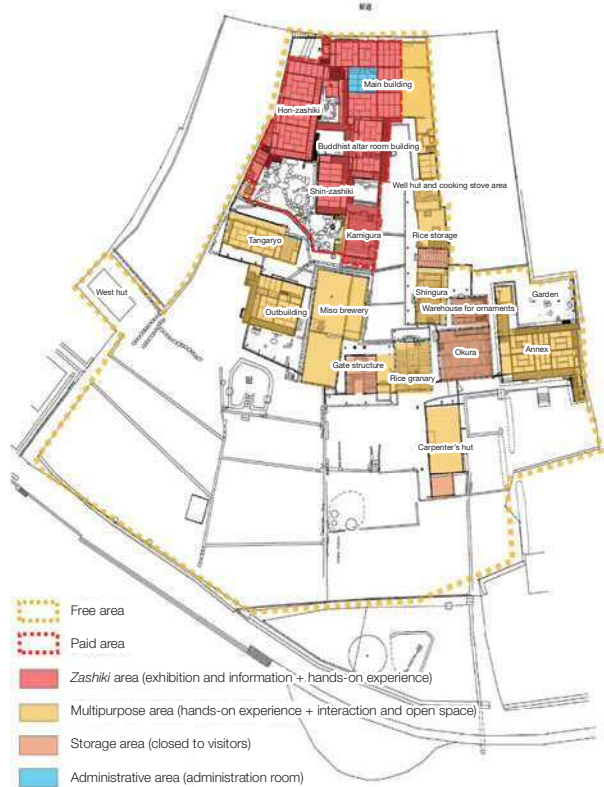 Main building
Hon-zashiki
Buddhist altar room building
Shin-zashiki
Well hut and cooking stove area
Kamigura
Rice storage
Tangaryo
West hut
Shingura
Garden
Outbuilding
Miso brewery
Warehouse for ornaments
Okura
Annex
Gate structure
Rice granary
Carpenter's hut
Free area
Paid area
Zashiki area (exhibition and information + hands-on experience)
Multipurpose area (hands-on experience + interaction and open space)
Storage area (closed to visitors)
Administrative area (administration room)